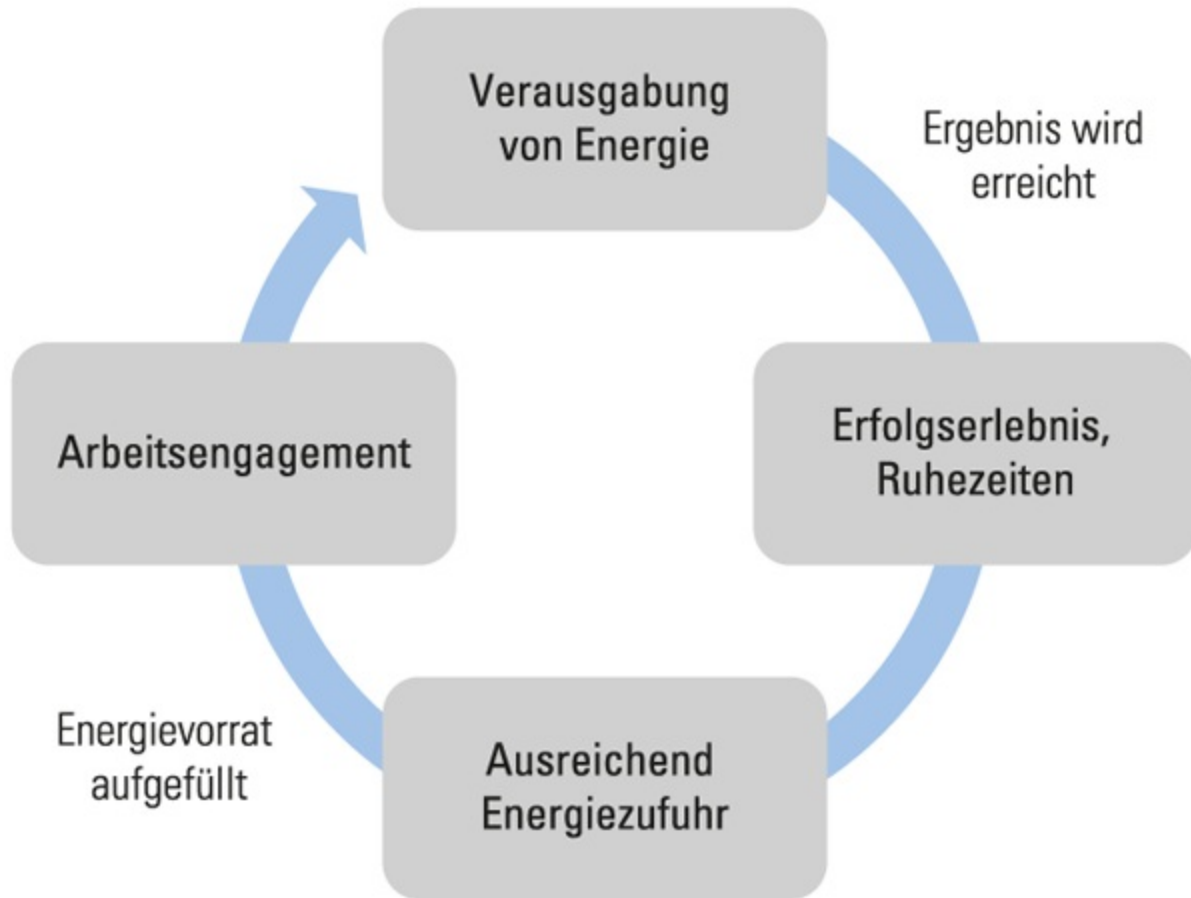 Verausgabung
von Energie
Ergebnis wird
erreicht
Erfolgserlebnis,
Ruhezeiten
Ausreichend
Energiezufuhr
Energievorrat
aufgefüllt
Arbeitsengagement